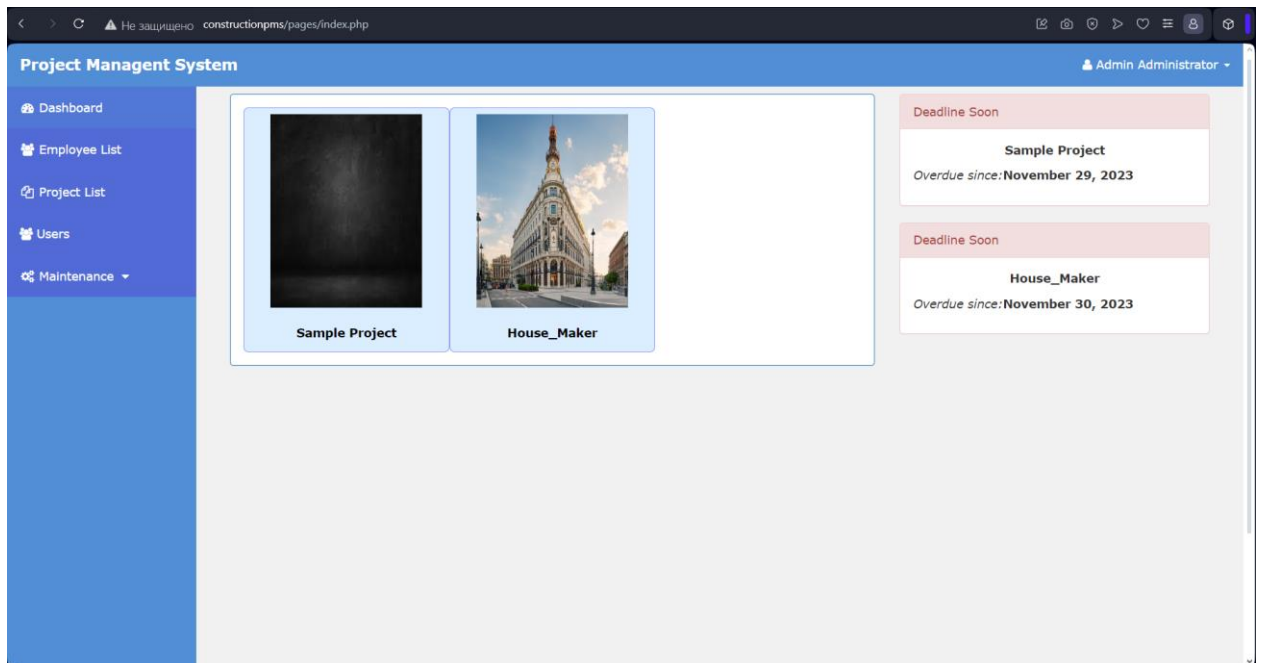 Не защищено constructionpms/pages/index.php
Project Managent System
Admin Administrator
Dashboard
Employee List
Project List
Users
Maintenance
Sample Project
House_Maker
Deadline Soon
Sample Project
Overdue since:November 29, 2023
Deadline Soon
House_Maker
Overdue since:November 30, 2023